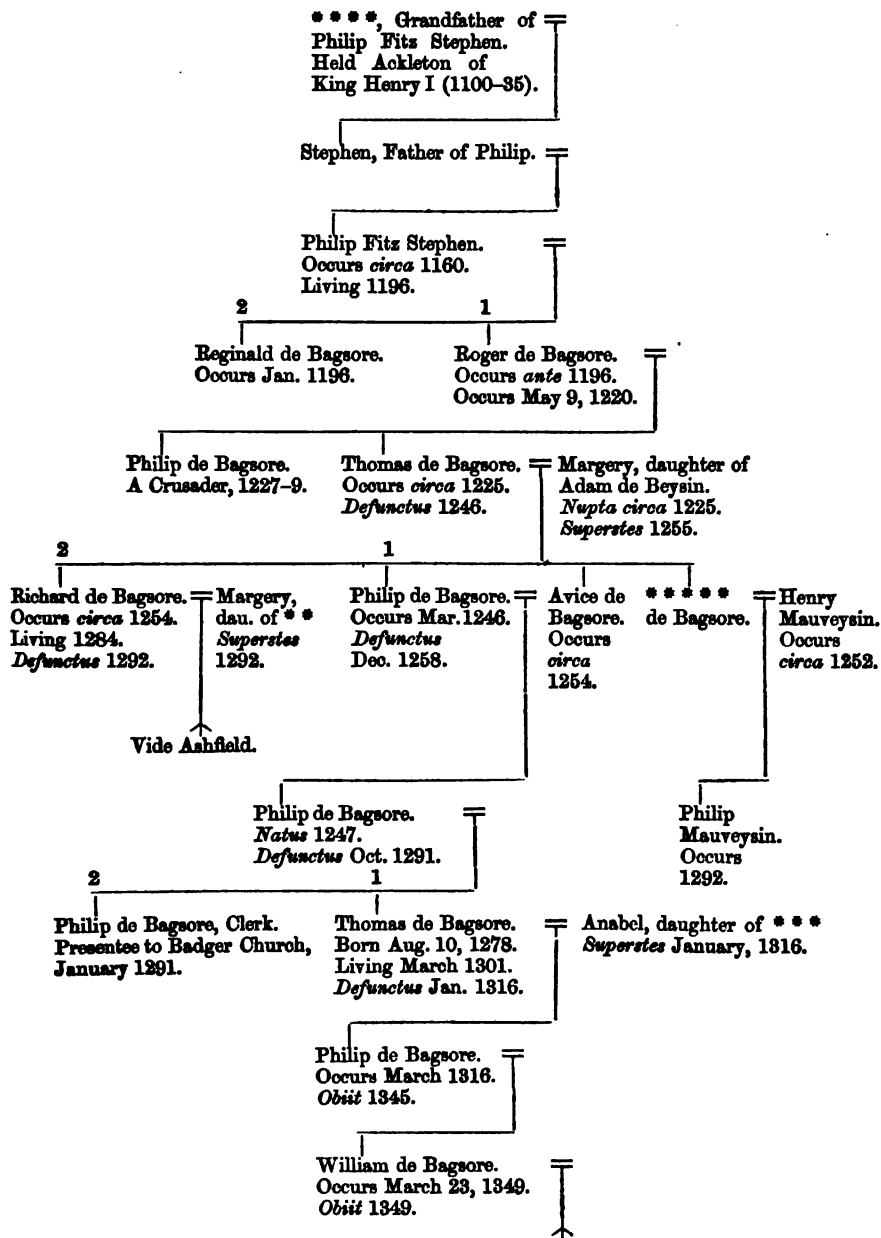 * * * *, Grandfather of =
Philip Fitz Stephen.
Held Ackleton of
King Henry I (1100–35).
Stephen, Father of Philip. =
Philip Fitz Stephen. =
Occurs circa 1160.
Living 1196.
2
1
Reginald de Bagsore.
Occurs Jan. 1196.
Roger de Bagsore. =
Occurs ante 1196.
Occurs May 9, 1220.
Philip de Bagsore.
A Crusader, 1227–9.
Thomas de Bagsore. =
Occurs circa 1225.
Defunctus 1246.
Margery, daughter of
Adam de Beysin.
Nupta circa 1225.
Superstes 1255.
2
1
Richard de Bagsore. =
Occurs circa 1254.
Living 1284.
Defunctus 1292.
Margery,
dau. of * *
Superstes
1292.
Philip de Bagsore. =
Occurs Mar. 1246.
Defunctus
Dec. 1258.
Avice de
Bagsore.
Occurs
circa
1254.
* * * * * =
de Bagsore.
Henry
Mauveysin.
Occurs
circa 1252.
Vide Ashfield.
Philip de Bagsore. =
Natus 1247.
Defunctus Oct. 1291.
Philip
Mauveysin.
Occurs
1292.
2
1
Philip de Bagsore, Clerk.
Presentee to Badger Church,
January 1291.
Thomas de Bagsore. =
Born Aug. 10, 1278.
Living March 1301.
Defunctus Jan. 1316.
Anabel, daughter of * * *
Superstes January, 1316.
Philip de Bagsore. =
Occurs March 1316.
Obiit 1345.
William de Bagsore. =
Occurs March 23, 1349.
Obiit 1349.